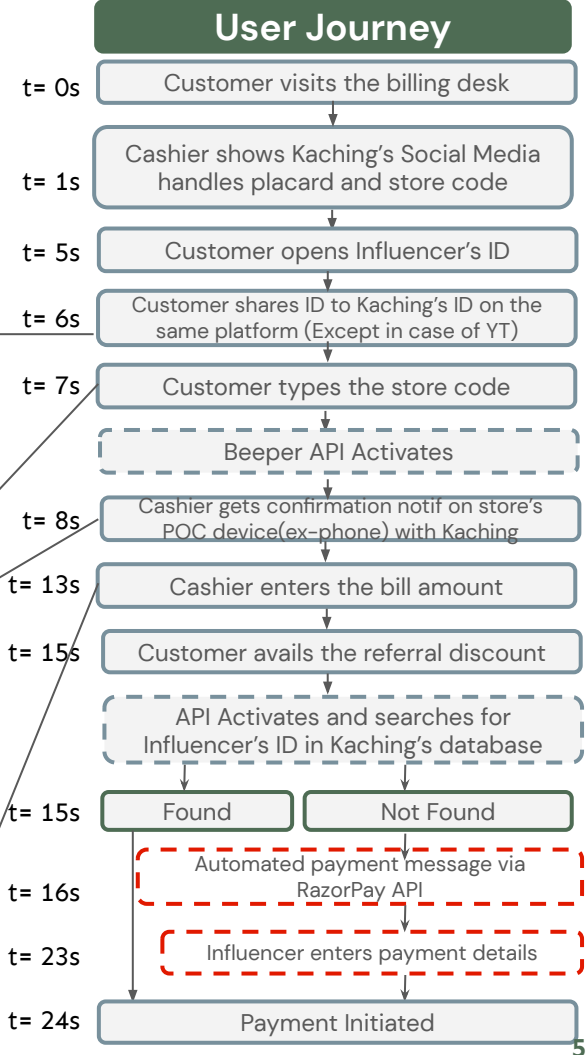 User Journey
t= 0s
Customer visits the billing desk
t= 1s
Cashier shows Kaching's Social Media
handles placard and store code
t= 5s
Customer opens Influencer's ID
t= 6s
Customer shares ID to Kaching's ID on the
same platform (Except in case of YT)
t= 7s
Customer types the store code
Beeper API Activates
t= 8s
Cashier gets confirmation notif on store's
POC device(ex-phone) with Kaching
t= 13s
Cashier enters the bill amount
t= 15s
Customer avails the referral discount
API Activates and searches for
Influencer's ID in Kaching's database
t= 15s
Found
Not Found
t= 16s
Automated payment message via
RazorPay API
t= 23s
Influencer enters payment details
t= 24s
Payment Initiated
5